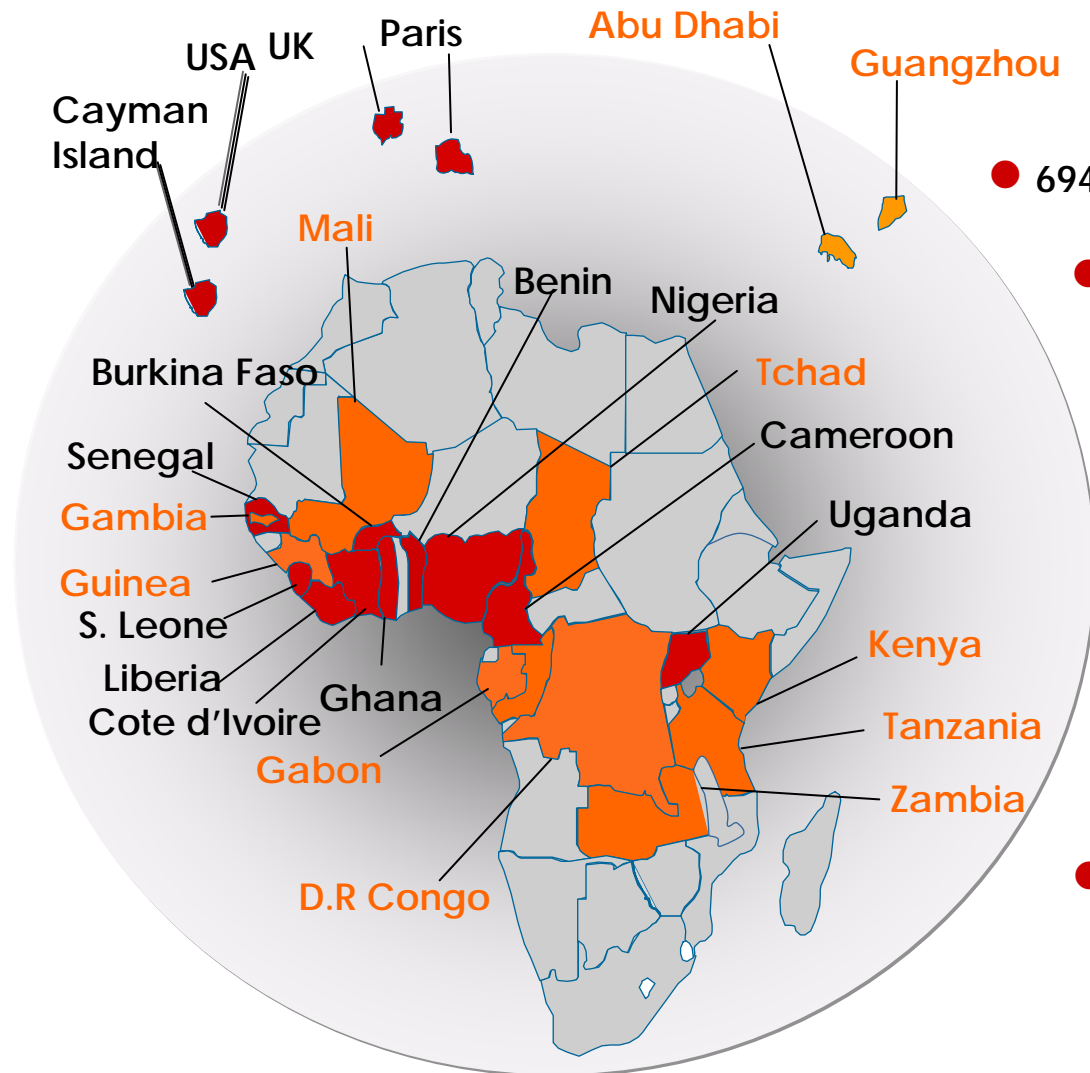 USA UK
Paris
Abu Dhabi
Guangzhou
Cayman
Island
694
Mali
Benin
Nigeria
Burkina Faso
Tchad
Cameroon
Senegal
Gambia
Uganda
Guinea
S. Leone
Kenya
Liberia
Ghana
Cote d'Ivoire
Tanzania
Gabon
Zambia
D.R Congo